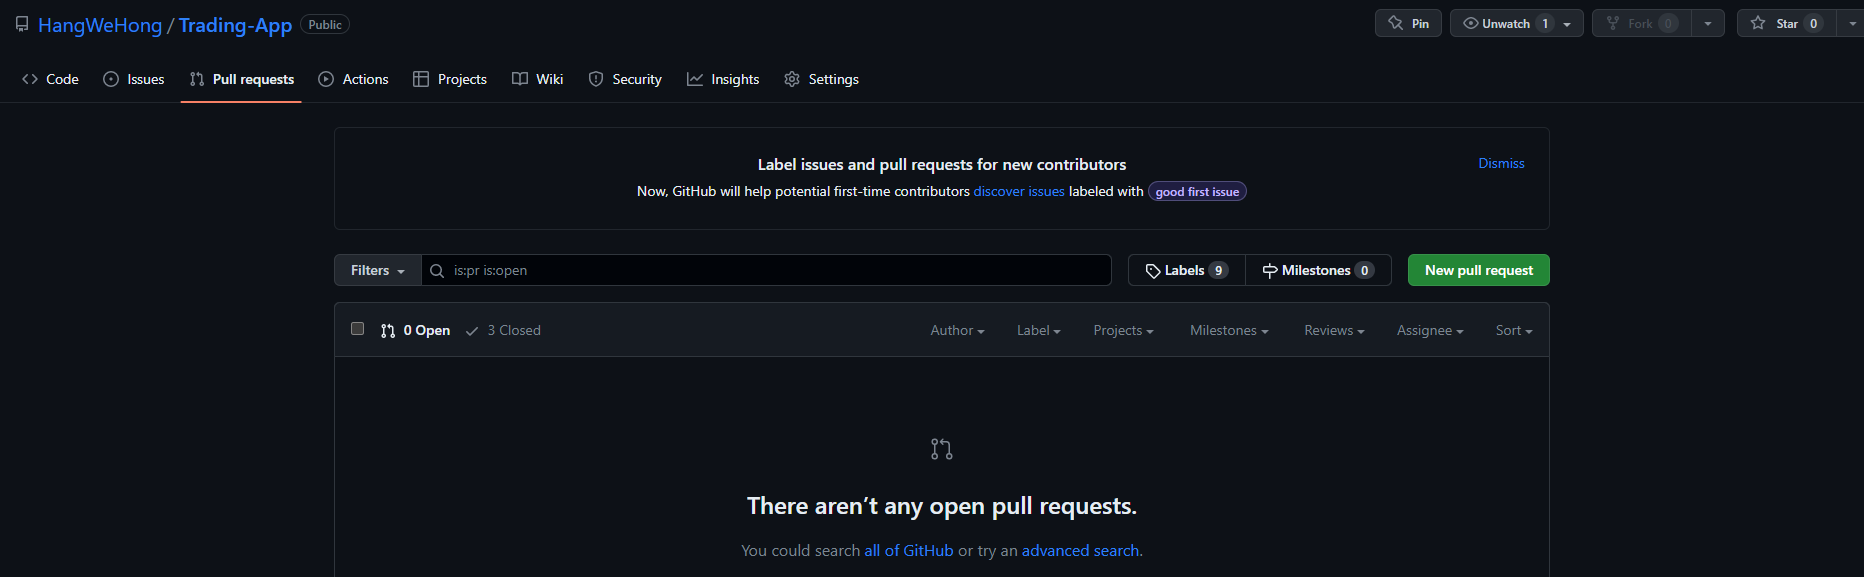 HangWeHong / Trading-App Public Pin Unwatch 1 Fork 0 Star 0
Code Issues Pull requests Actions Projects Wiki Security Insights Settings
Label issues and pull requests for new contributors Dismiss
Now, GitHub will help potential first-time contributors discover issues labeled with good first issue
Filters is:pr is:open Labels 9 Milestones 0 New pull request
0 Open 3 Closed Author Label Projects Milestones Reviews Assignee Sort
There aren’t any open pull requests.
You could search all of GitHub or try an advanced search.